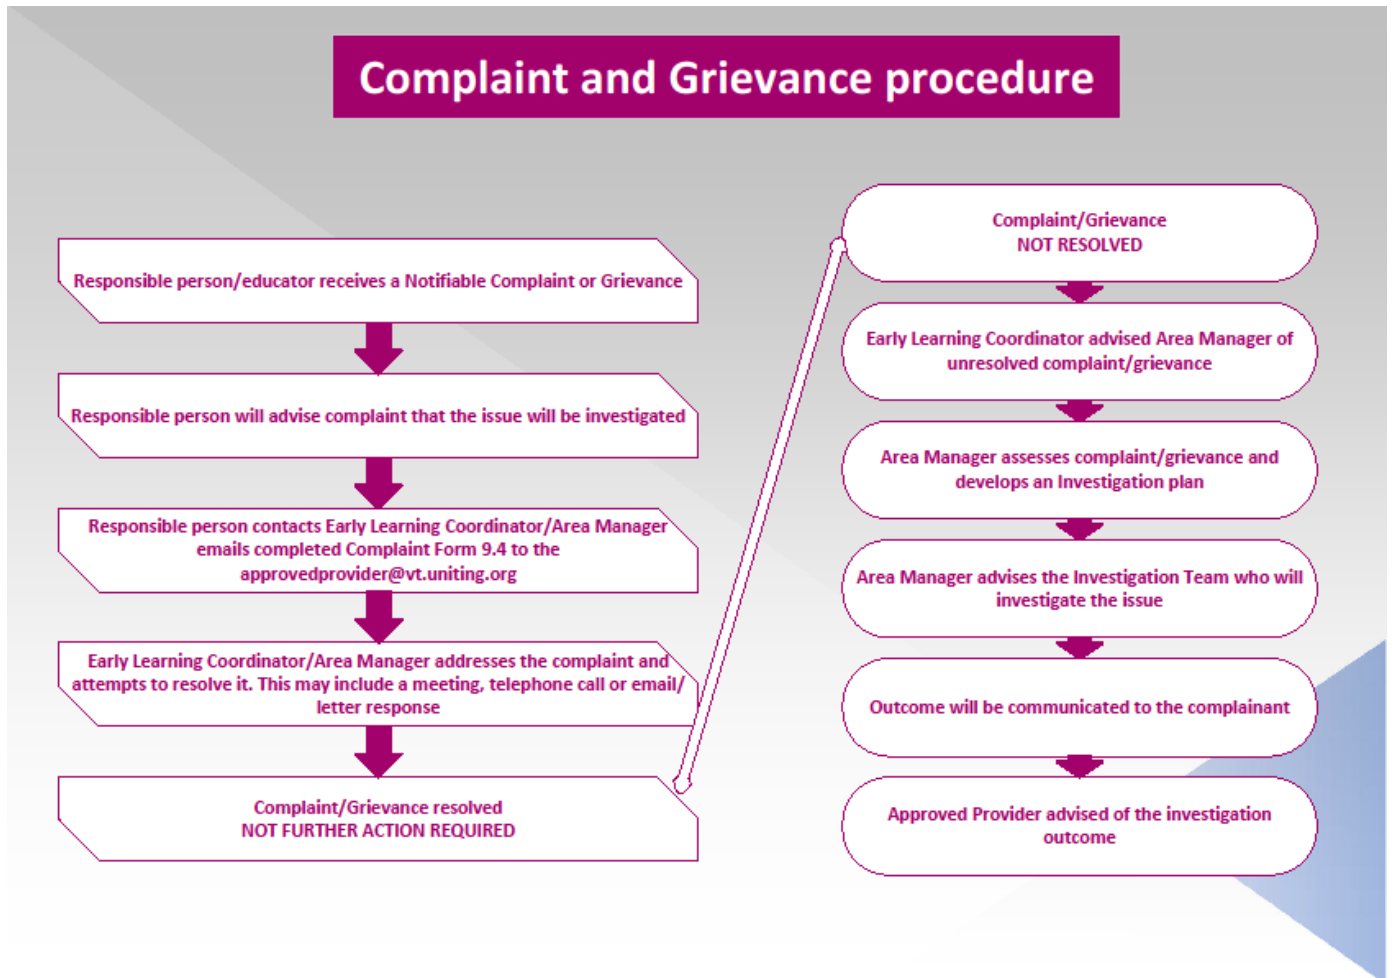 Complaint and Grievance procedure
Responsible person/educator receives a Notifiable Complaint or Grievance
Responsible person will advise complaint that the issue will be investigated
Responsible person contacts Early Learning Coordinator/Area Manager
emails completed Complaint Form 9.4 to the
approvedprovider@vt.uniting.org
Early Learning Coordinator/Area Manager addresses the complaint and
attempts to resolve it. This may include a meeting, telephone call or email/
letter response
Complaint/Grievance resolved
NOT FURTHER ACTION REQUIRED
Complaint/Grievance
NOT RESOLVED
Early Learning Coordinator advised Area Manager of
unresolved complaint/grievance
Area Manager assesses complaint/grievance and
develops an Investigation plan
Area Manager advises the Investigation Team who will
investigate the issue
Outcome will be communicated to the complainant
Approved Provider advised of the investigation
outcome